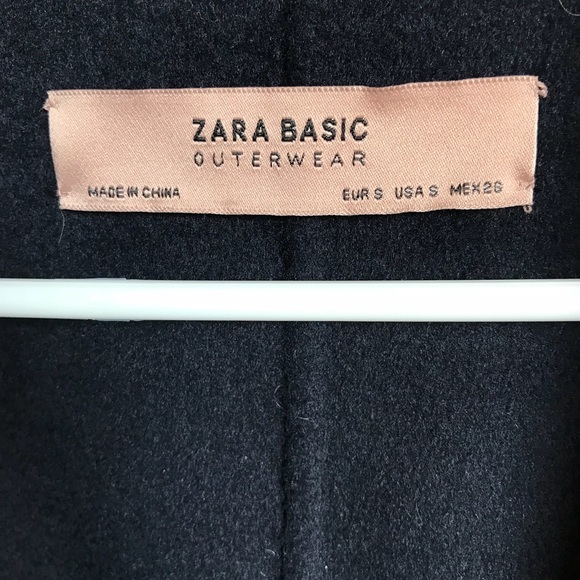 ZARA BASIC
OUTERWEAR
MADE IN CHINA EUR S USA S MEX 26